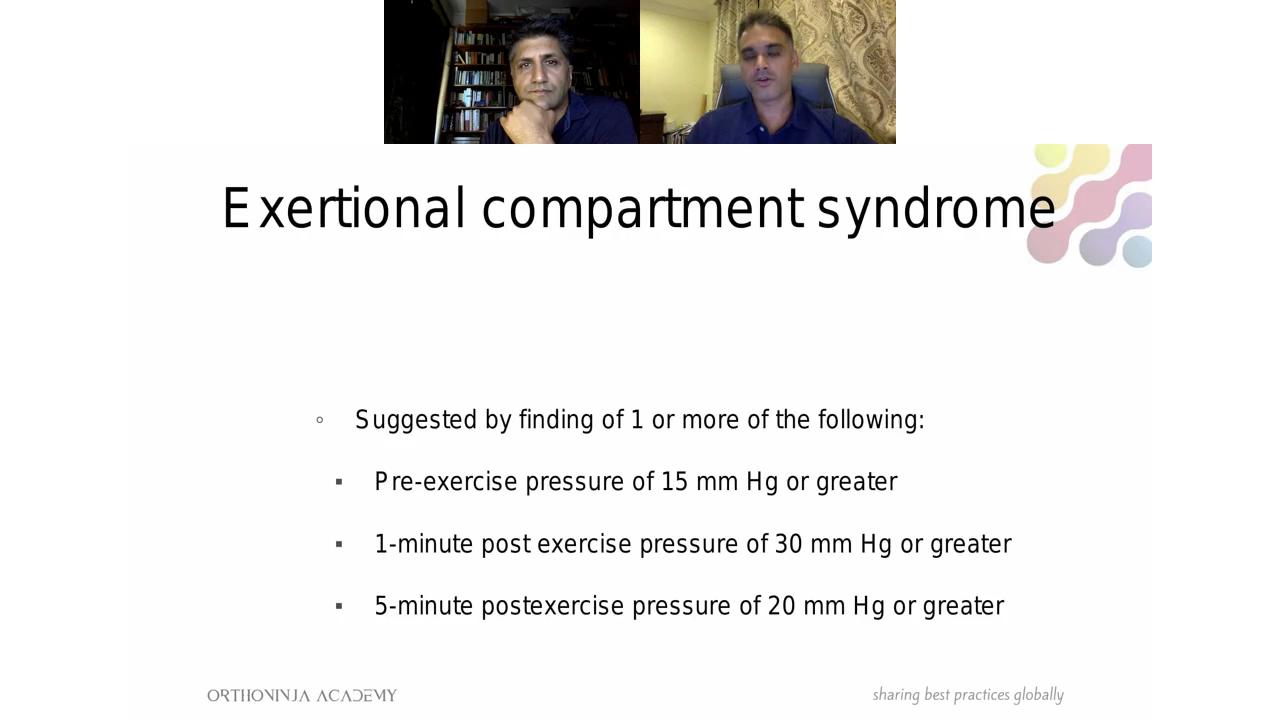 Exertional compartment syndrome
Suggested by finding of 1 or more of the following:
Pre-exercise pressure of 15 mm Hg or greater
1-minute post exercise pressure of 30 mm Hg or greater
5-minute postexercise pressure of 20 mm Hg or greater
ORTHONINJA ACADEMY
sharing best practices globally